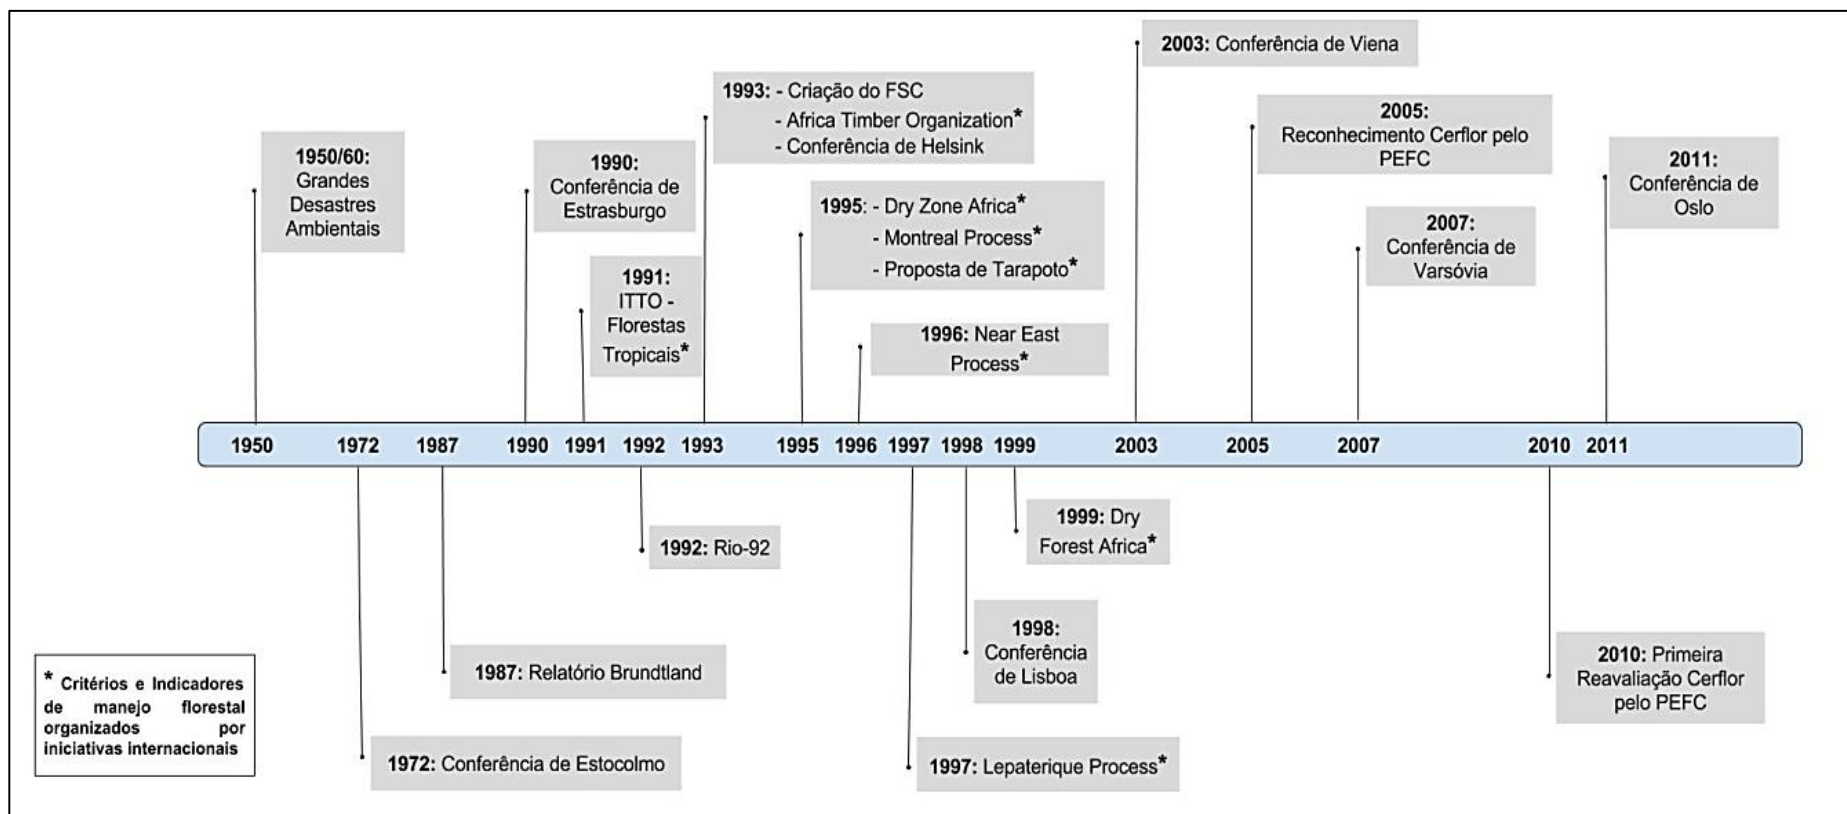 2003: Conferência de Viena
1993: - Criação do FSC
- Africa Timber Organization*
- Conferência de Helsink
1950/60:
Grandes
Desastres
Ambientais
1990:
Conferência de
Estrasburgo
2005:
Reconhecimento Cerflor pelo
PEFC
2011:
Conferência de
Oslo
1995: - Dry Zone Africa*
- Montreal Process*
- Proposta de Tarapoto*
2007:
Conferência de
Varsóvia
1991:
ITTO -
Florestas
Tropicais*
1996: Near East
Process*
1950 1972 1987 1990 1991 1992 1993 1995 1996 1997 1998 1999 2003 2005 2007 2010 2011
1992: Rio-92
1999: Dry
Forest Africa*
1998:
Conferência
de Lisboa
1987: Relatório Brundtland
2010: Primeira
Reavaliação Cerflor
pelo PEFC
1972: Conferência de Estocolmo
1997: Lepaterique Process*
* Critérios e Indicadores
de manejo florestal
organizados por
iniciativas internacionais